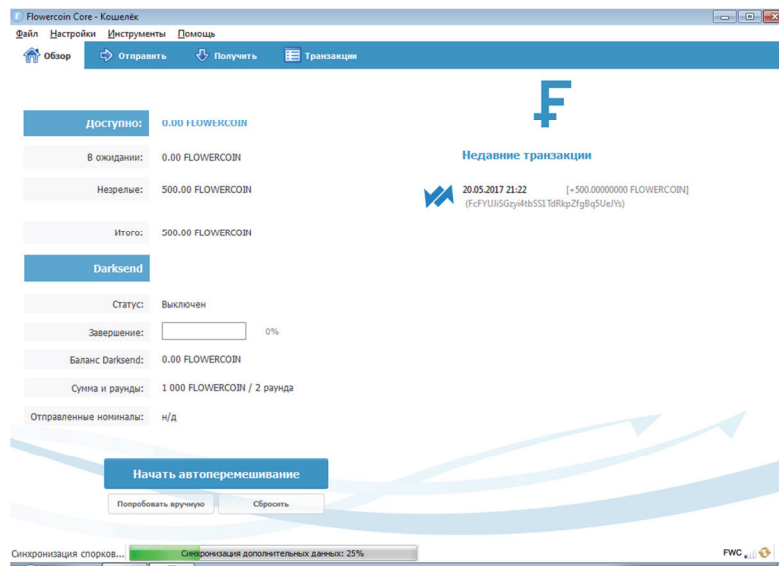 Flowercoin Core - Кошелёк
Файл Настройки Инструменты Помощь
Обзор Отправить Получить Транзакции
Доступно: 0.00 FLOWERCOIN
В ожидании: 0.00 FLOWERCOIN
Незрелые: 500.00 FLOWERCOIN
Итого: 500.00 FLOWERCOIN
Darksend
Статус: Выключен
Завершение: 0%
Баланс Darksend: 0.00 FLOWERCOIN
Сумма и раунды: 1 000 FLOWERCOIN / 2 раунда
Отправленные номиналы: н/д
Начать автоперемешивание
Попробовать вручную Сбросить
Недавние транзакции
20.05.2017 21:22 [+500.00000000 FLOWERCOIN]
(FcFYUJiSGzyi4tbSS1TdRkpZfgBq5UeJYs)
Синхронизация спорков... Синхронизация дополнительных данных: 25% FWC